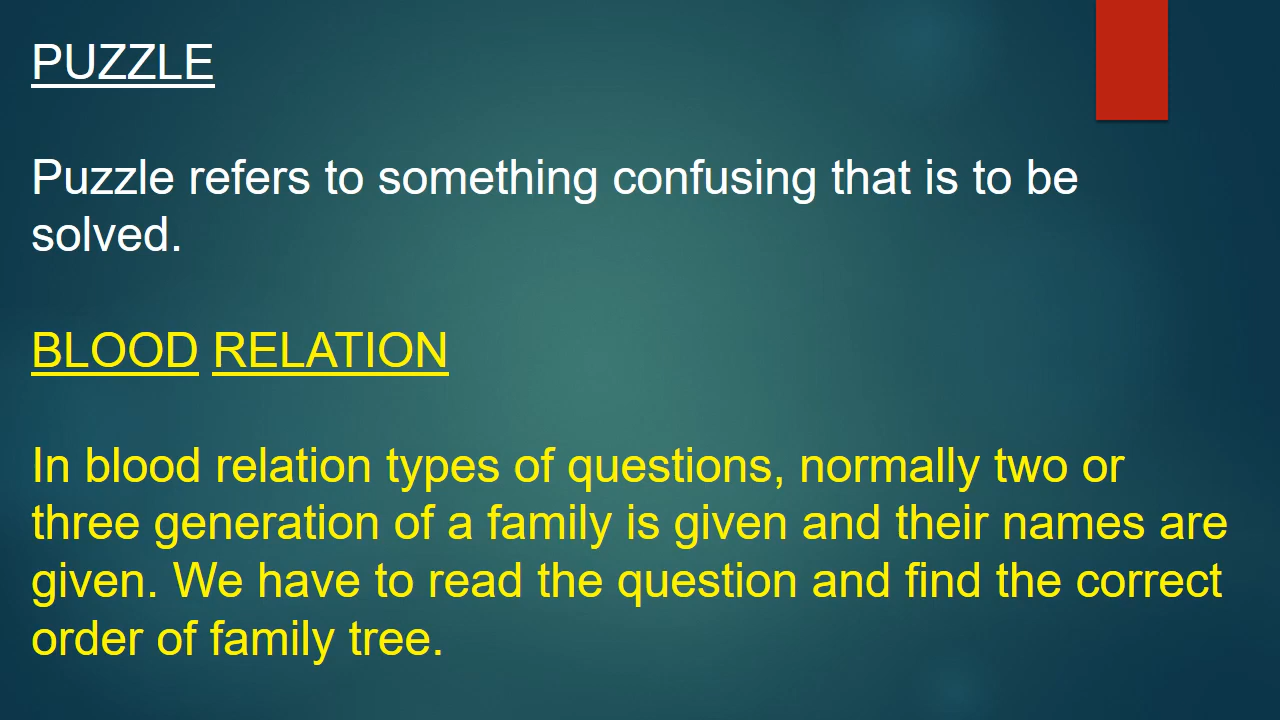 PUZZLE
Puzzle refers to something confusing that is to be
solved.
BLOOD RELATION
In blood relation types of questions, normally two or
three generation of a family is given and their names are
given. We have to read the question and find the correct
order of family tree.